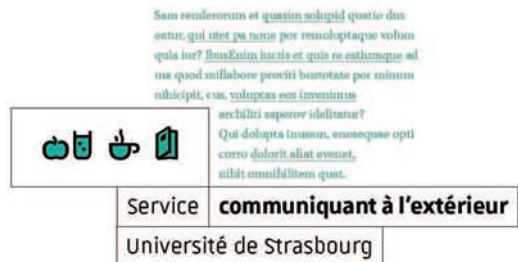 Sam renderorum et quasim solupid quatio dus
eatur, qui utet pa none por remoluptaque volum
quia iur? IbusEnim iuctis et quis re estiumque ad
ma quod millabore proviti bustotate por minum
nihicipit, cus, voluptas eos invenimus
archiliti saperov idelitatur?
Qui dolupta inusam, enesequae opti
corro dolorit aliat evenet,
nihit omnihilitem quat.
Service communiquant à l'extérieur
Université de Strasbourg